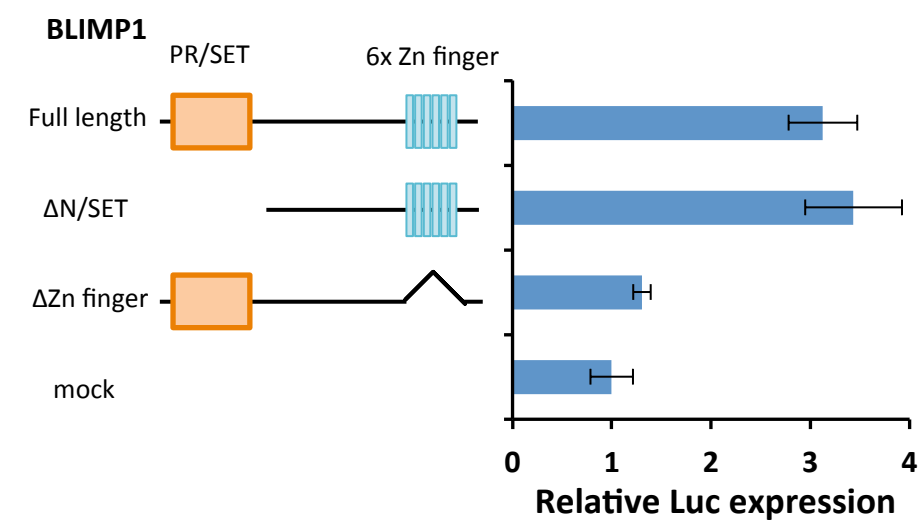 BLIMP1
PR/SET
6x Zn finger
Full length
ΔN/SET
ΔZn finger
mock
0 1 2 3 4
Relative Luc expression